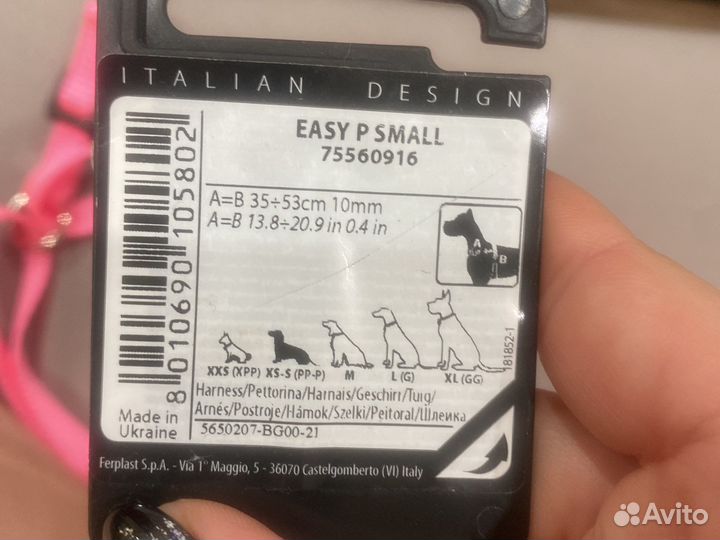 ITALIAN DESIGN
EASY P SMALL
75560916
A=B 35÷53cm 10mm
A=B 13.8÷20.9 in 0.4 in
A
B
8 010690 105802
181852-1
XXS (XPP) XS-S (PP-P) M L (G) XL (GG)
Harness/Pettorina/Harnais/Geschirr/Tuig/
Arnés/Postroje/Hámok/Szelki/Peitoral/Шлейка
Made in
Ukraine
5650207-BG00-21
Ferplast S.p.A. - Via 1° Maggio, 5 - 36070 Castelgomberto (VI) Italy
Avito